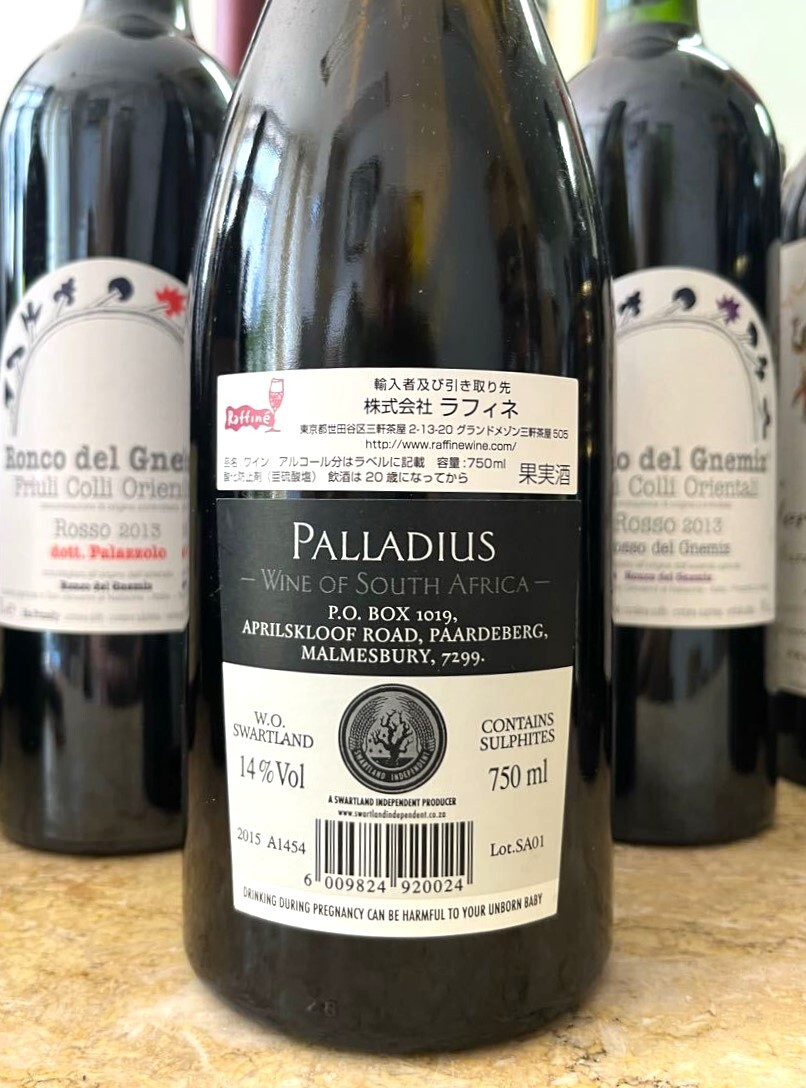 輸入者及び引き取り先
Raffiné
株式会社 ラフィネ
東京都世田谷区三軒茶屋 2-13-20 グランドメゾン三軒茶屋 505
http://www.raffinewine.com/
品名 ワイン アルコール分はラベルに記載 容量:750ml
酸化防止剤(亜硫酸塩) 飲酒は 20 歳になってから
果実酒
PALLADIUS
– WINE OF SOUTH AFRICA –
P.O. BOX 1019,
APRILSKLOOF ROAD, PAARDEBERG,
MALMESBURY, 7299.
W.O.
SWARTLAND
14 % Vol
SWARTLAND INDEPENDENT
CONTAINS
SULPHITES
750 ml
A SWARTLAND INDEPENDENT PRODUCER
www.swartlandindependent.co.za
2015 A1454
6 009824 920024
Lot.SA01
DRINKING DURING PREGNANCY CAN BE HARMFUL TO YOUR UNBORN BABY
Ronco del Gne
Friuli Colli Orien
Rosso 2013
dott. Palazzolo
Ronco del Gnemiz
o del Gnemiz
Colli Orientali
Rosso 2013
osso del Gnemiz
Ronco del Gnemiz